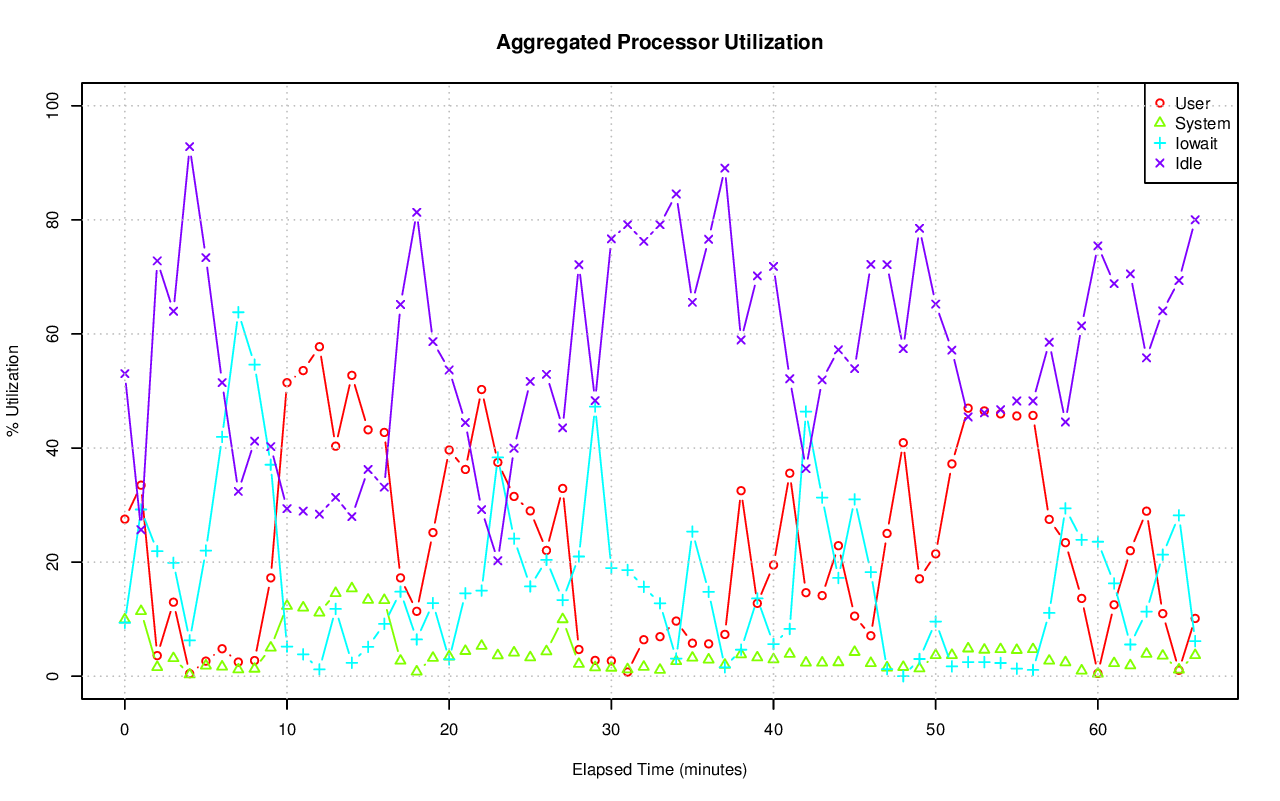 Aggregated Processor Utilization
% Utilization
100
80
60
40
20
0
User
System
Iowait
Idle
0 10 20 30 40 50 60
Elapsed Time (minutes)